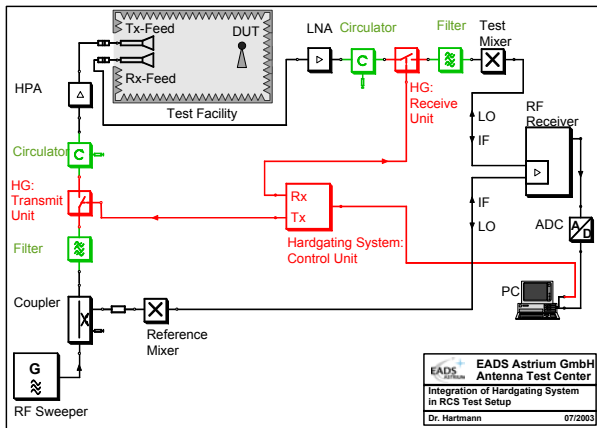 Tx-Feed
DUT
Rx-Feed
Test Facility
LNA
Circulator
Filter
Test
Mixer
HG:
Receive
Unit
HPA
Circulator
C
C
HG:
Transmit
Unit
Filter
Rx
Tx
Hardgating System:
Control Unit
LO
IF
RF
Receiver
IF
LO
ADC
A
D
PC
Coupler
Reference
Mixer
G
RF Sweeper
EADS
ASTRIUM
EADS Astrium GmbH
Antenna Test Center
Integration of Hardgating System
in RCS Test Setup
Dr. Hartmann 07/2003